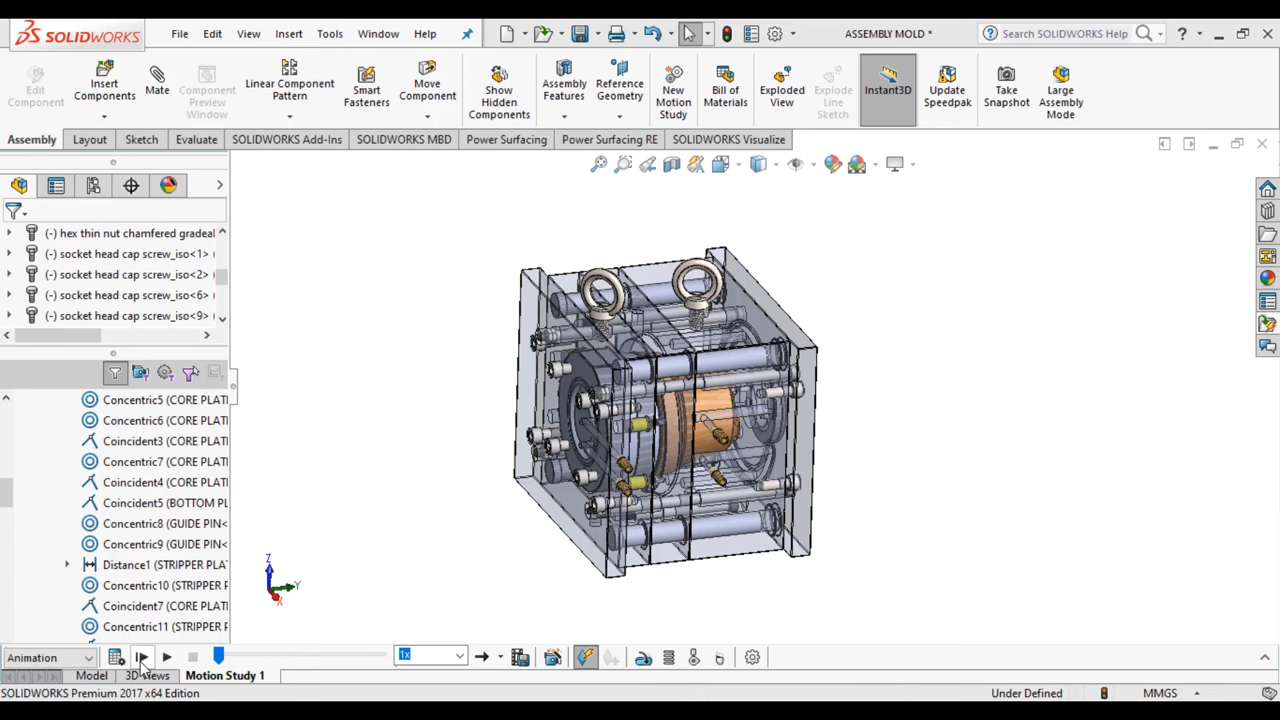 SOLIDWORKS File Edit View Insert Tools Window Help ASSEMBLY MOLD * Search SOLIDWORKS Help ?
Edit Component
Insert Components
Mate
Component Preview Window
Linear Component Pattern
Smart Fasteners
Move Component
Show Hidden Components
Assembly Features
Reference Geometry
New Motion Study
Bill of Materials
Exploded View
Explode Line Sketch
Instant3D
Update Speedpak
Take Snapshot
Large Assembly Mode
Assembly Layout Sketch Evaluate SOLIDWORKS Add-Ins SOLIDWORKS MBD Power Surfacing Power Surfacing RE SOLIDWORKS Visualize
(-) hex thin nut chamfered gradeal
(-) socket head cap screw_iso<1> (
(-) socket head cap screw_iso<2> (
(-) socket head cap screw_iso<6> (
(-) socket head cap screw_iso<9> (
Concentric5 (CORE PLAT
Concentric6 (CORE PLAT
Coincident3 (CORE PLAT
Concentric7 (CORE PLAT
Coincident4 (CORE PLAT
Coincident5 (BOTTOM PL
Concentric8 (GUIDE PIN<
Concentric9 (GUIDE PIN<
Distance1 (STRIPPER PLA
Concentric10 (STRIPPER P
Coincident7 (CORE PLAT
Concentric11 (STRIPPER P
Z
Y
X
Animation 1x
Model 3D Views Motion Study 1
SOLIDWORKS Premium 2017 x64 Edition Under Defined MMGS